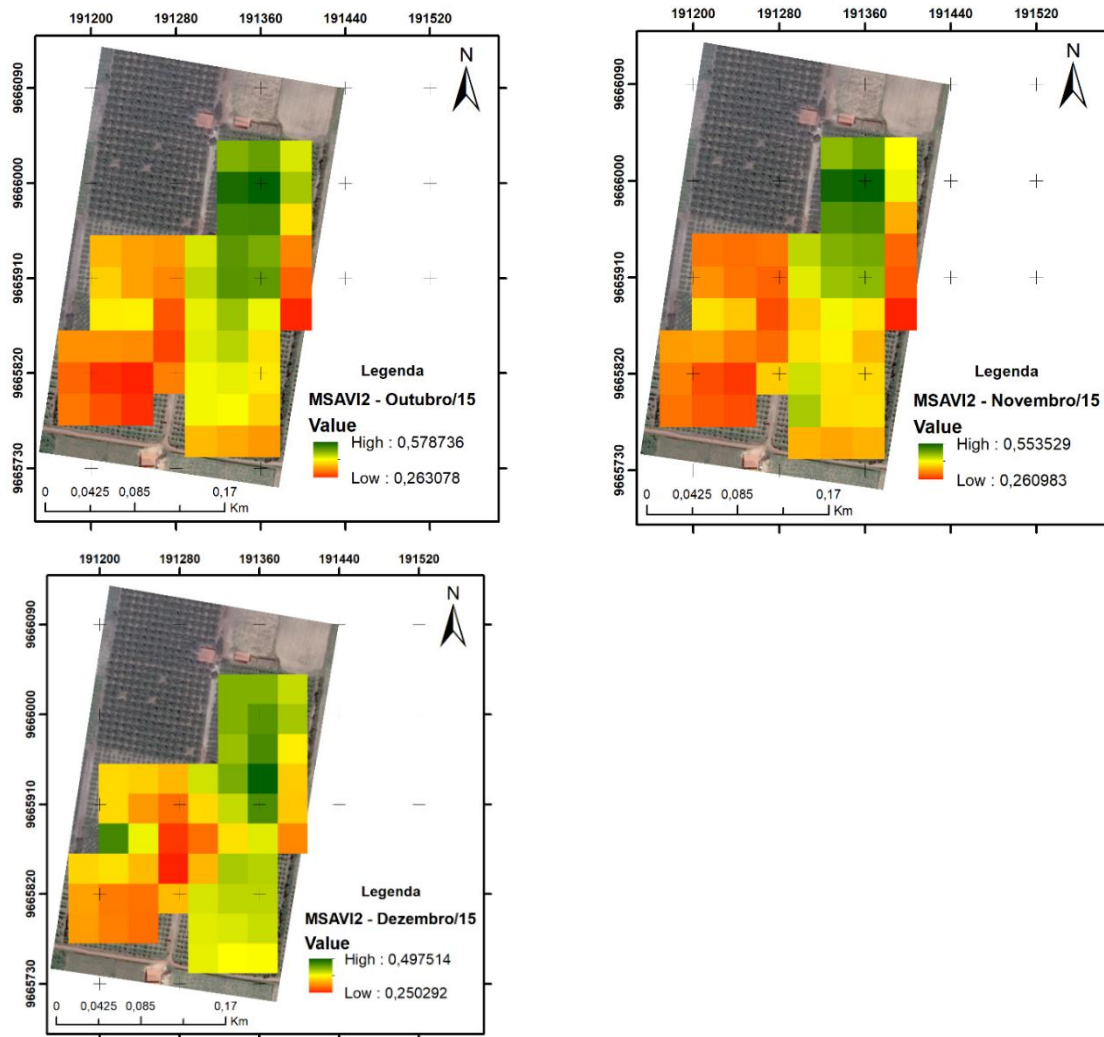 191200 191280 191360 191440 191520
N
9666090
9666000
9665910
9665820
9665730
Legenda
MSAVI2 - Outubro/15
Value
High : 0,578736
Low : 0,263078
0 0,0425 0,085 0,17
Km
191200 191280 191360 191440 191520
N
9666090
9666000
9665910
9665820
9665730
Legenda
MSAVI2 - Novembro/15
Value
High : 0,553529
Low : 0,260983
0 0,0425 0,085 0,17
Km
191200 191280 191360 191440 191520
N
9666090
9666000
9665910
9665820
9665730
Legenda
MSAVI2 - Dezembro/15
Value
High : 0,497514
Low : 0,250292
0 0,0425 0,085 0,17
Km